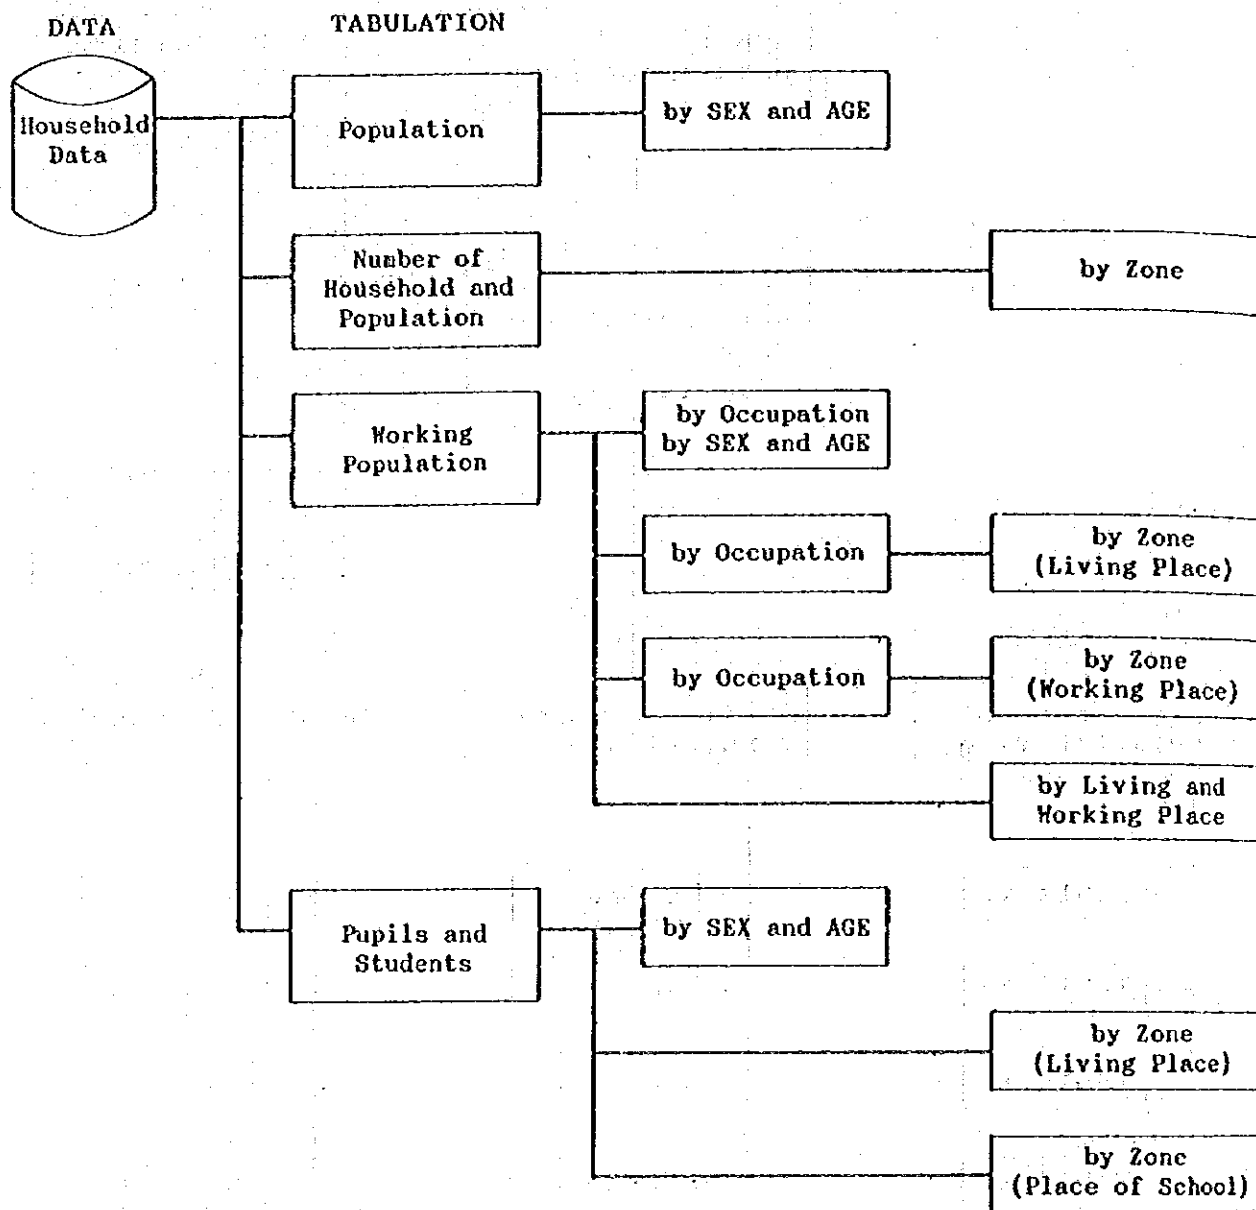 DATA
TABULATION
Household
Data
Population
by SEX and AGE
Number of
Household and
Population
by Zone
Working
Population
by Occupation
by SEX and AGE
by Occupation
by Zone
(Living Place)
by Occupation
by Zone
(Working Place)
by Living and
Working Place
Pupils and
Students
by SEX and AGE
by Zone
(Living Place)
by Zone
(Place of School)